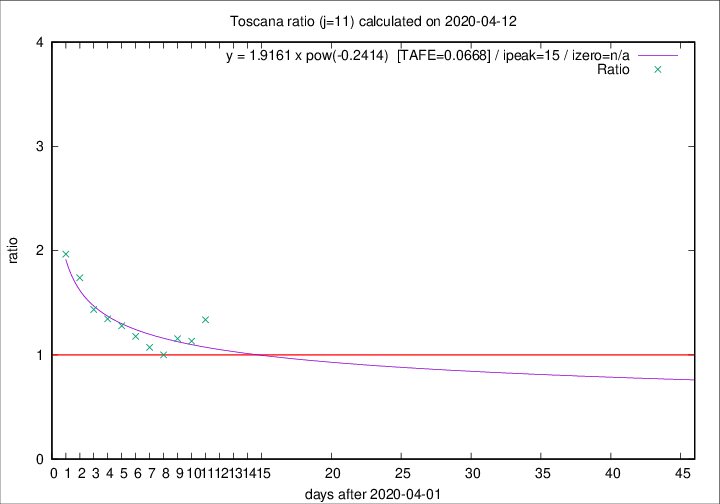 Toscana ratio (j=11) calculated on 2020-04-12
y = 1.9161 x pow(-0.2414) [TAFE=0.0668] / ipeak=15 / izero=n/a
Ratio
4
3
2
1
0
ratio
0 1 2 3 4 5 6 7 8 9 10 11 12 13 14 15 20 25 30 35 40 45
days after 2020-04-01